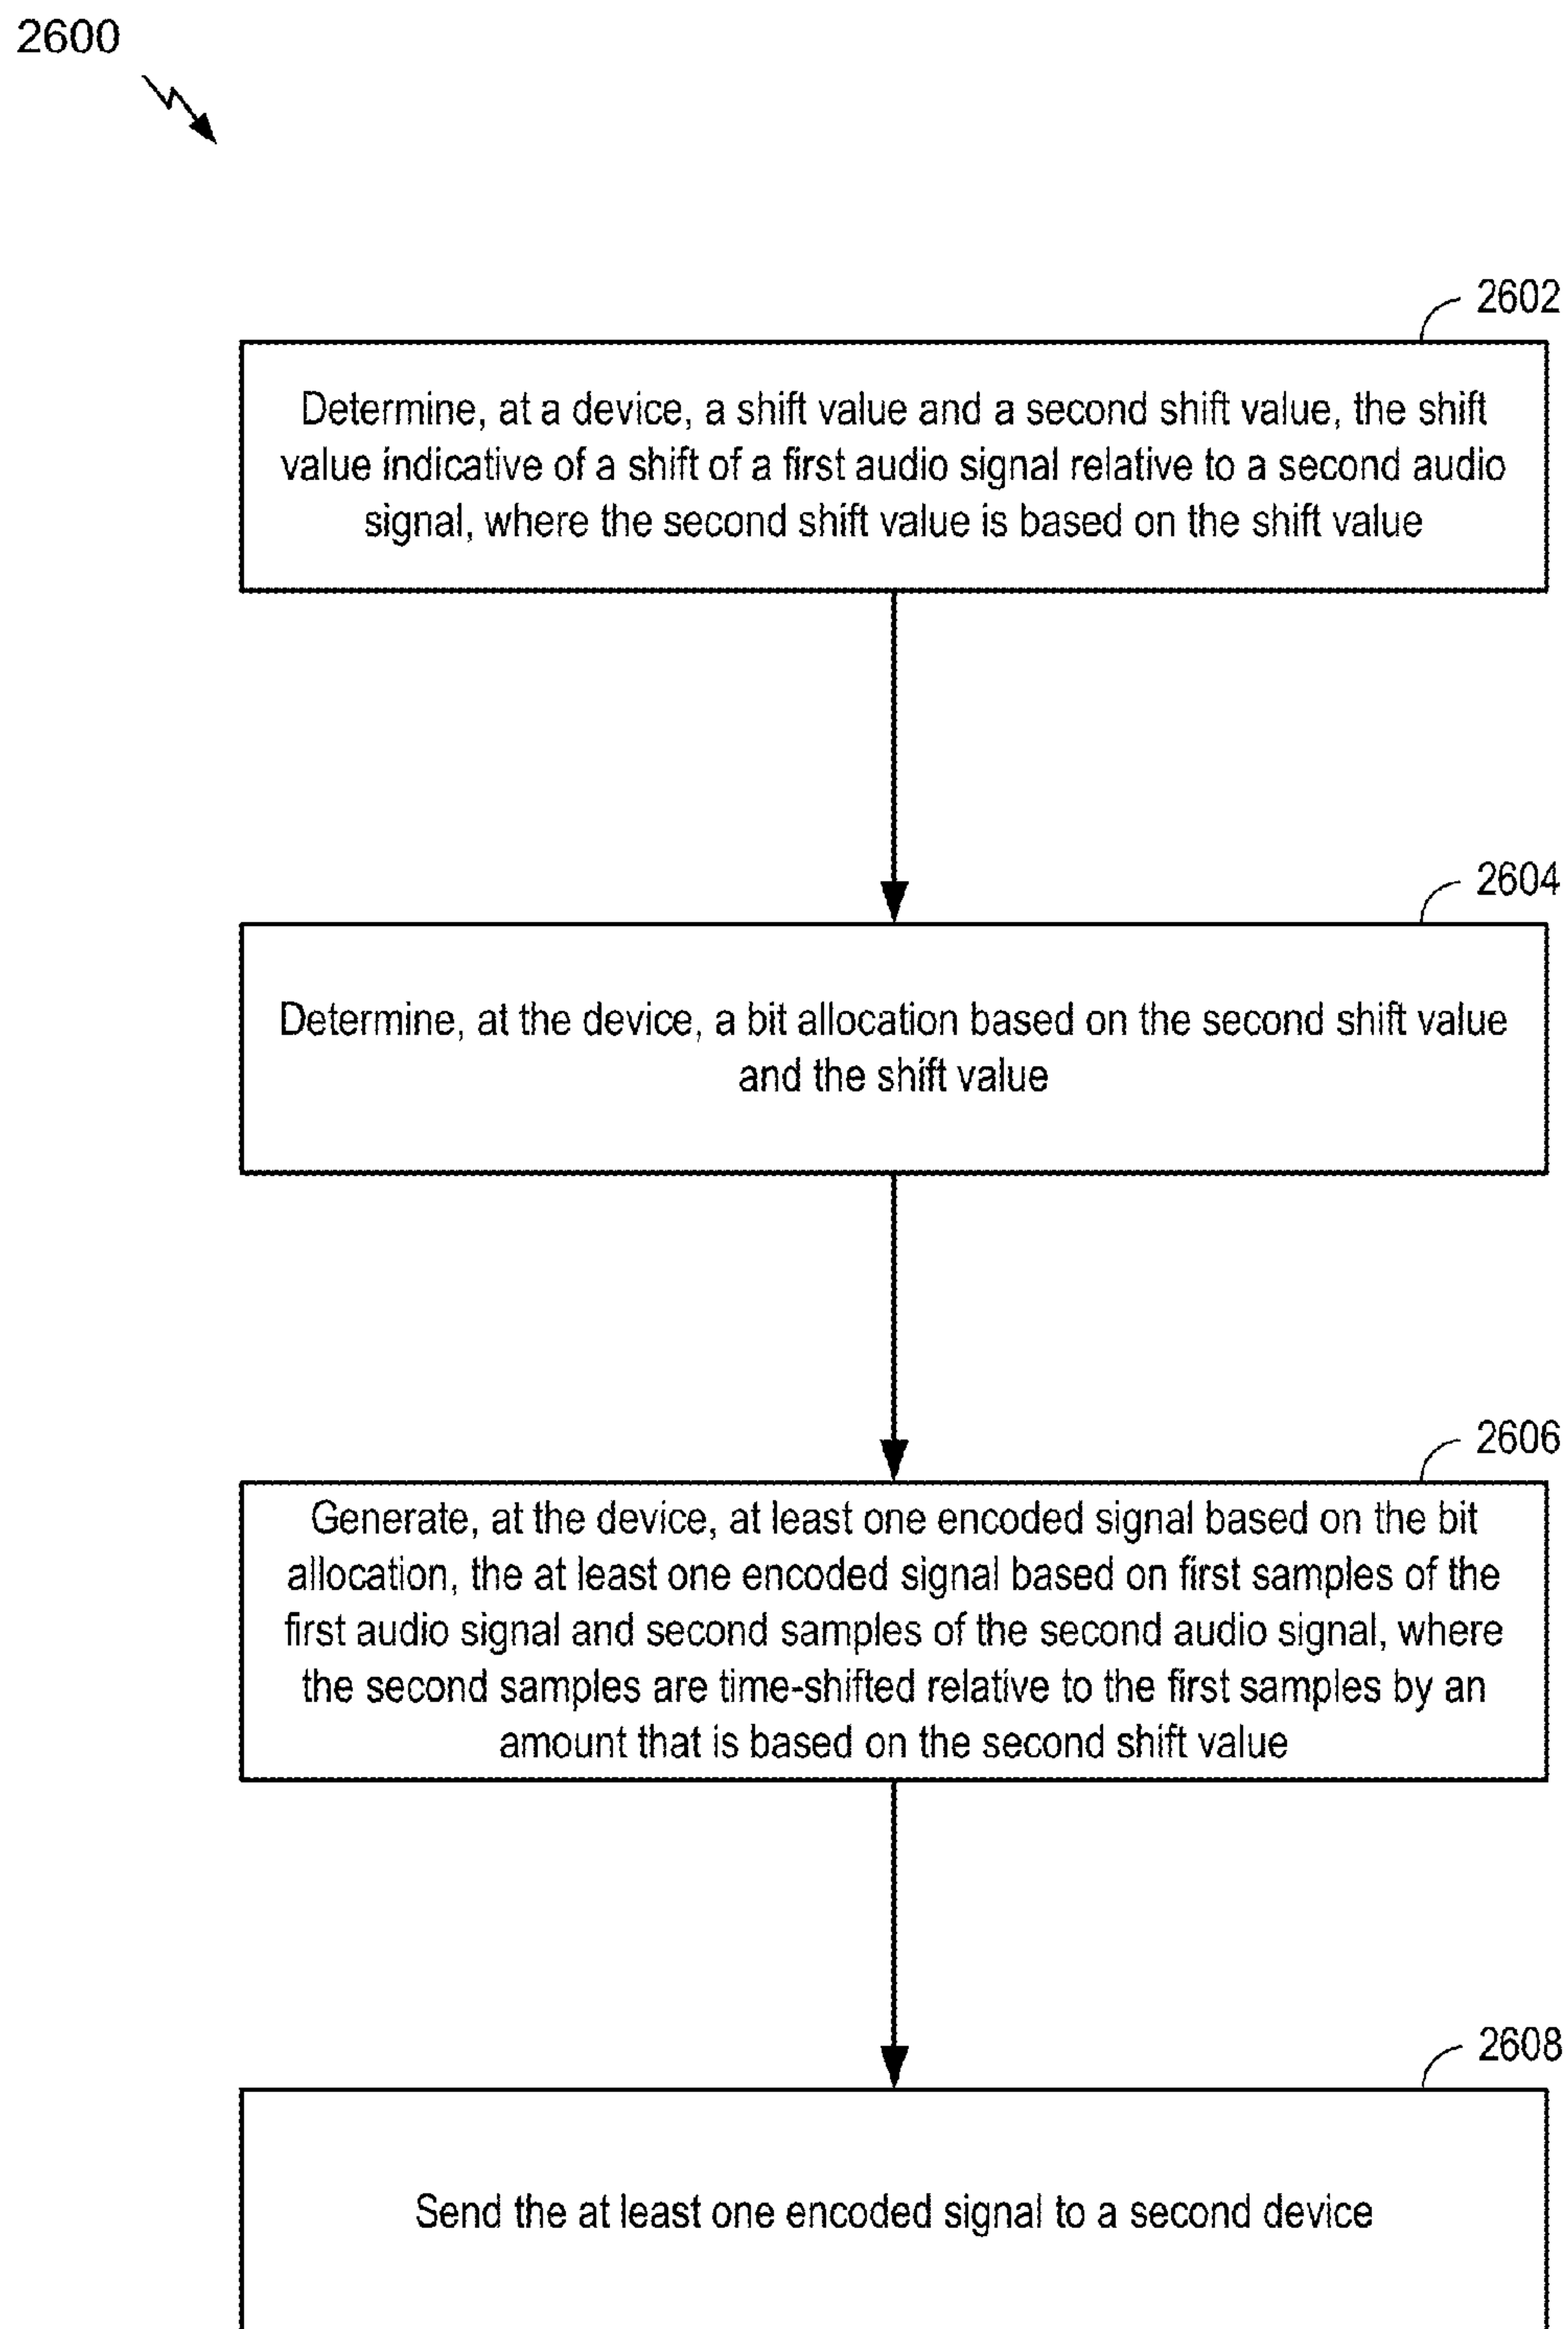 2600
2602
Determine, at a device, a shift value and a second shift value, the shift
value indicative of a shift of a first audio signal relative to a second audio
signal, where the second shift value is based on the shift value
2604
Determine, at the device, a bit allocation based on the second shift value
and the shift value
2606
Generate, at the device, at least one encoded signal based on the bit
allocation, the at least one encoded signal based on first samples of the
first audio signal and second samples of the second audio signal, where
the second samples are time-shifted relative to the first samples by an
amount that is based on the second shift value
2608
Send the at least one encoded signal to a second device